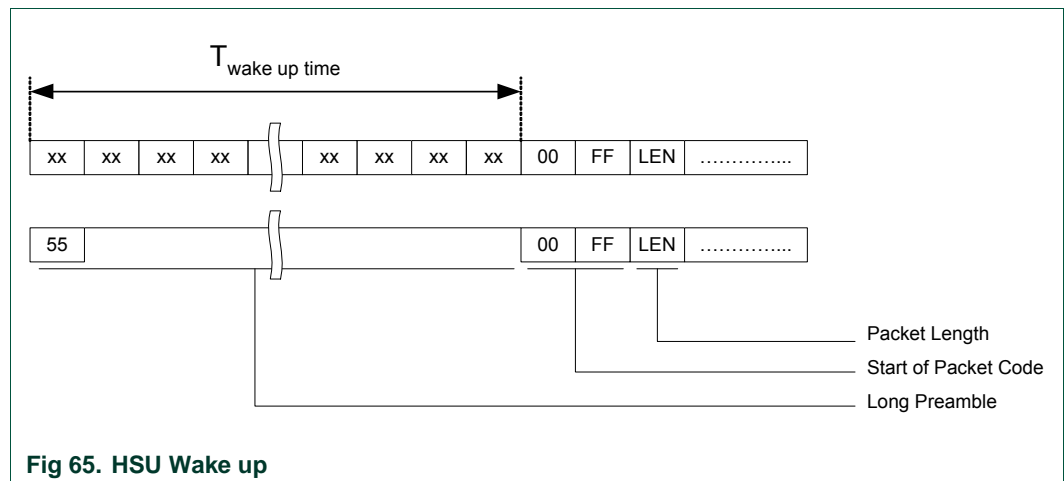 T wake up time
xx xx xx xx xx xx xx xx 00 FF LEN …………...
55 00 FF LEN …………...
Packet Length
Start of Packet Code
Long Preamble
Fig 65. HSU Wake up